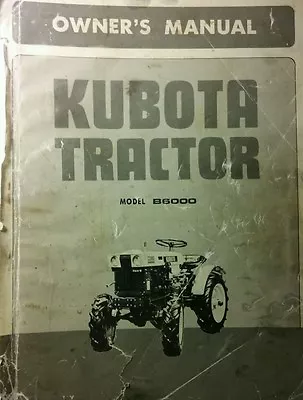 OWNER'S MANUAL
KUBOTA
TRACTOR
MODEL B6000